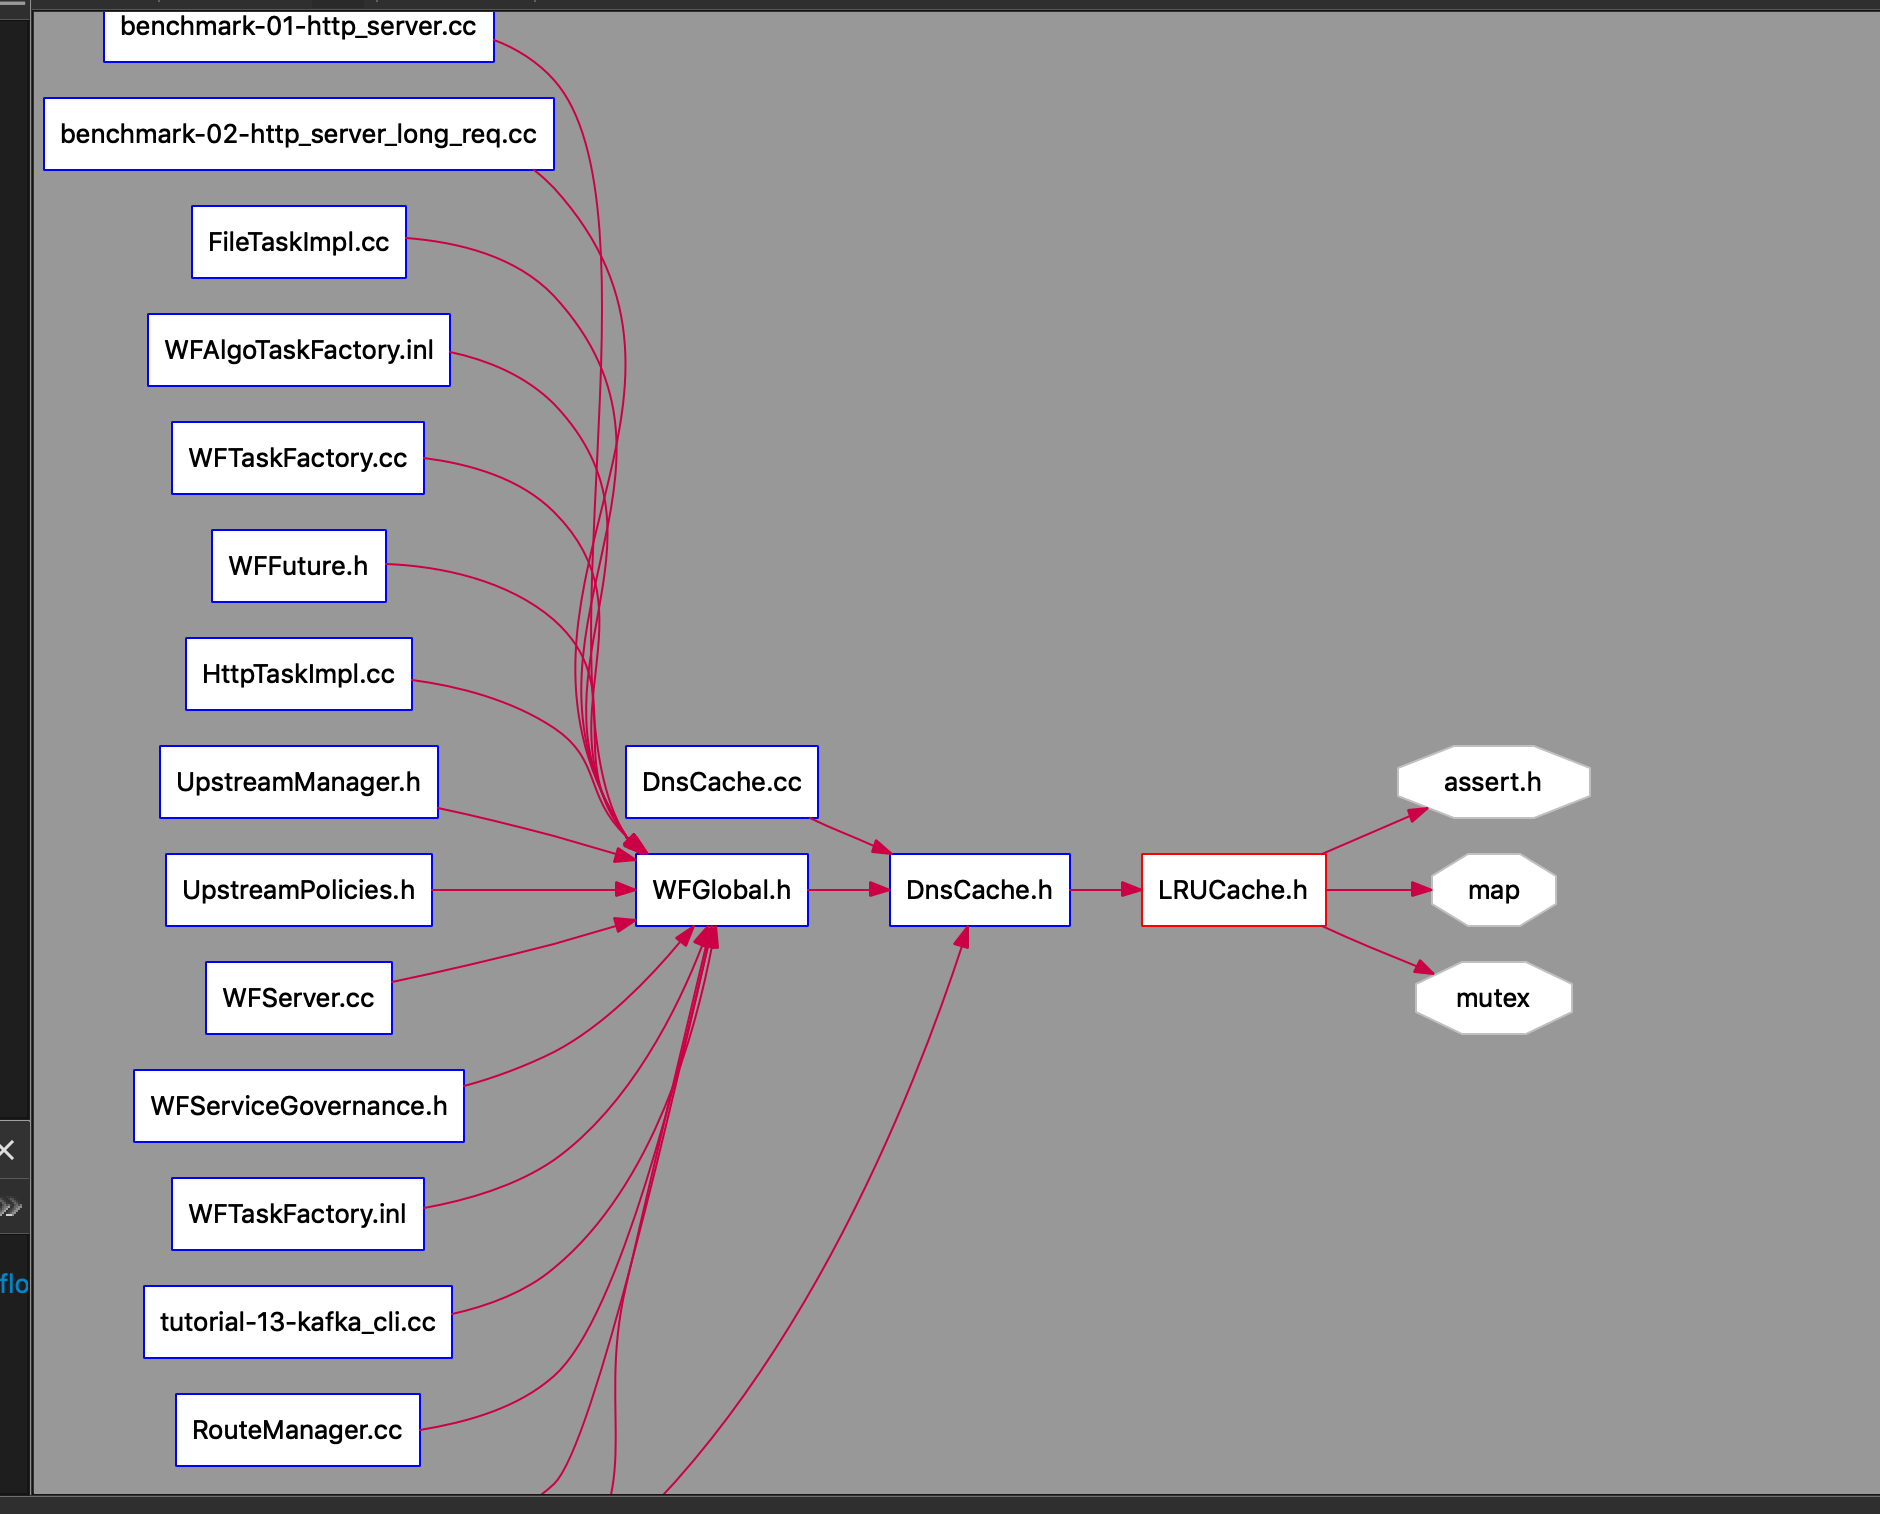 benchmark-01-http_server.cc
benchmark-02-http_server_long_req.cc
FileTaskImpl.cc
WFAlgoTaskFactory.inl
WFTaskFactory.cc
WFFuture.h
HttpTaskImpl.cc
UpstreamManager.h
DnsCache.cc
assert.h
UpstreamPolicies.h
WFGlobal.h
DnsCache.h
LRUCache.h
map
WFServer.cc
mutex
WFServiceGovernance.h
WFTaskFactory.inl
flo
tutorial-13-kafka_cli.cc
RouteManager.cc